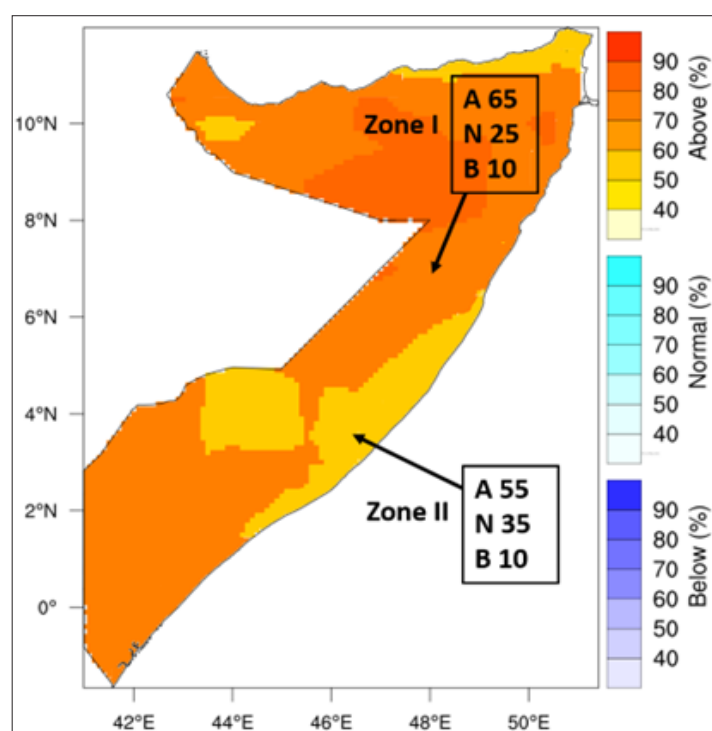 10°N
8°N
6°N
4°N
2°N
0°
42°E
44°E
46°E
48°E
50°E
Zone I
A 65
N 25
B 10
Zone II
A 55
N 35
B 10
90
80
70
60
50
40
Above (%)
90
80
70
60
50
40
Normal (%)
90
80
70
60
50
40
Below (%)